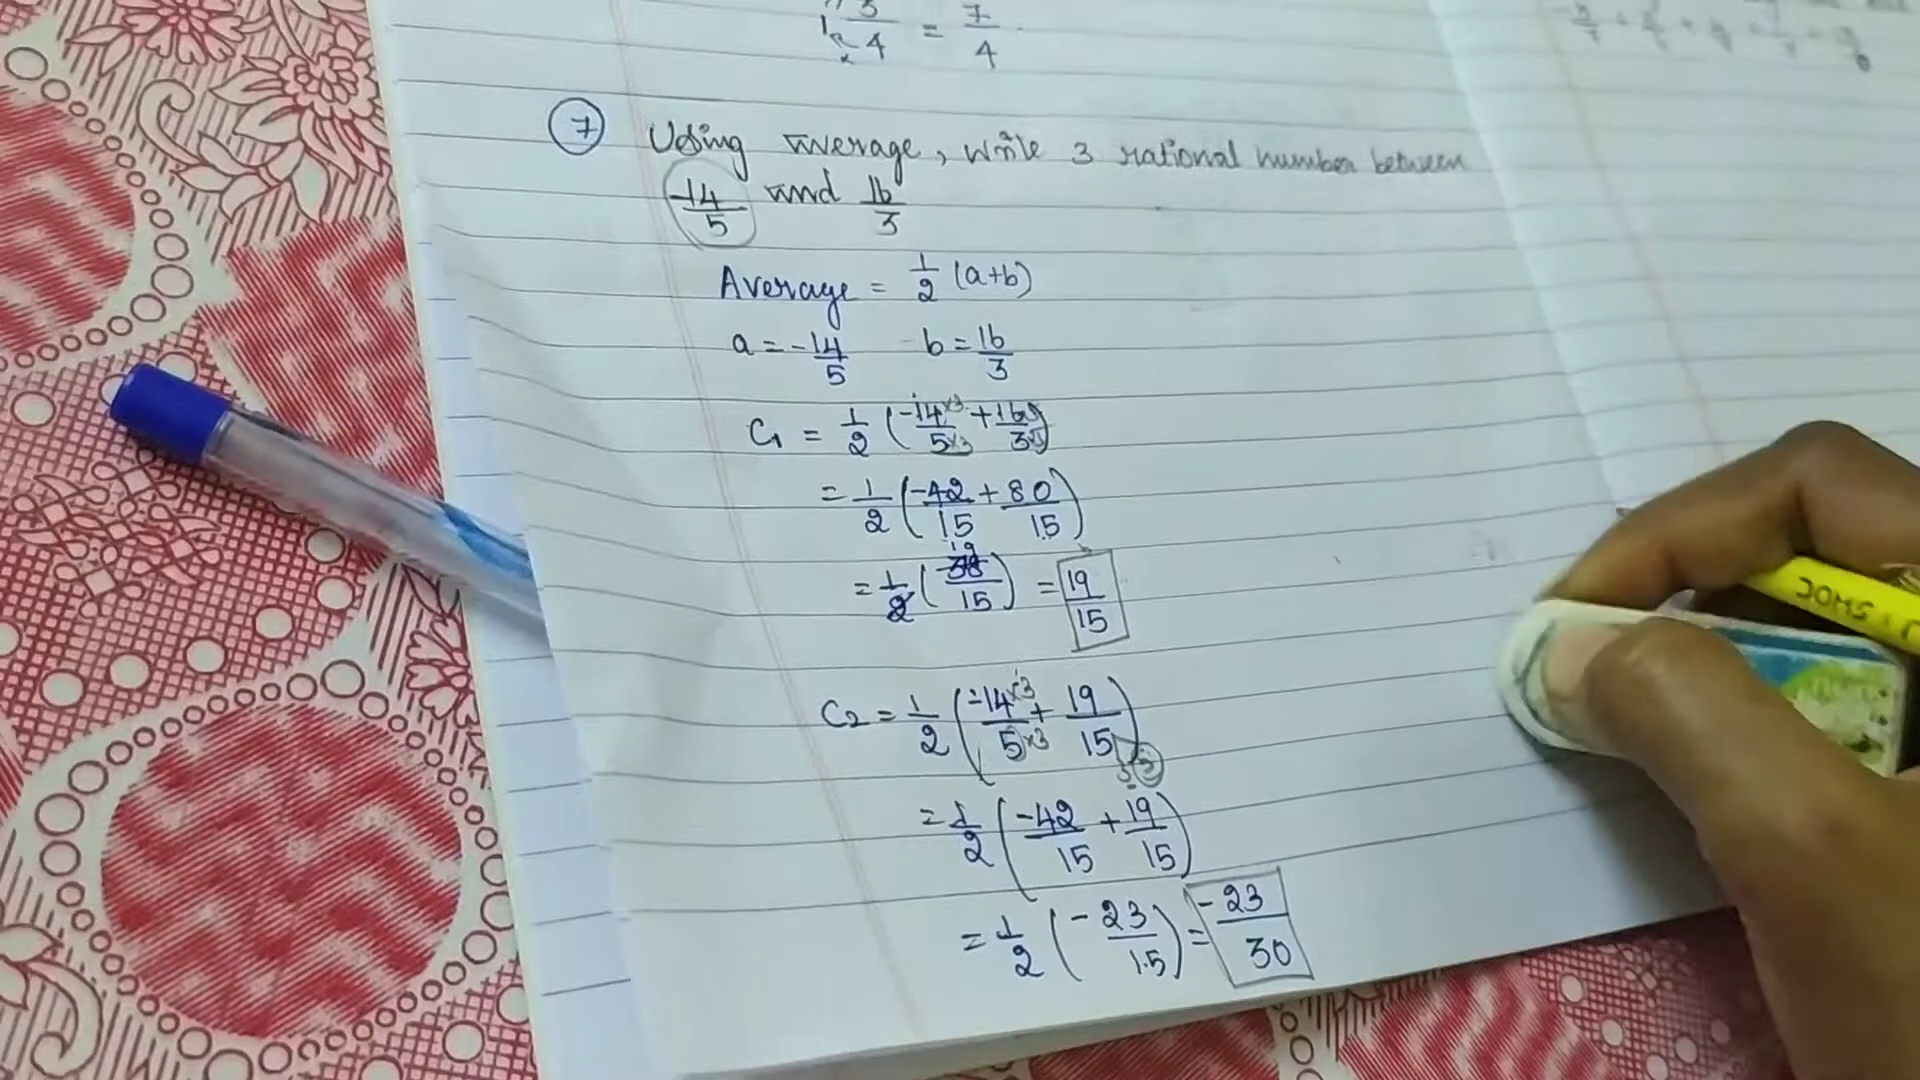 3/4 = 7/4
7 Using average, write 3 rational number between
-14/5 and 16/3
Average = 1/2 (a+b)
a = -14/5 b = 16/3
C1 = 1/2 (-14×3/5×3 + 16×5/3×5)
= 1/2 (-42/15 + 80/15)
= 1/2 (38/15) = 19/15
19
C2 = 1/2 (-14×3/5×3 + 19/15)
= 1/2 (-42/15 + 19/15)
= 1/2 (-23/15) = -23/30